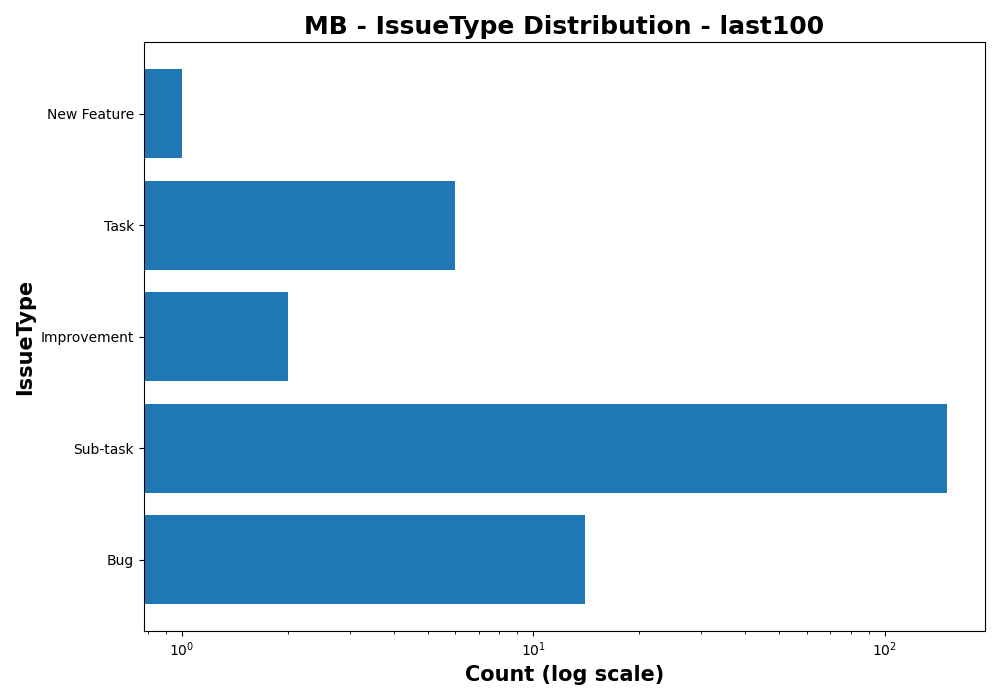 MB - IssueType Distribution - last100
IssueType
New Feature
Task
Improvement
Sub-task
Bug
10⁰ 10¹ 10²
Count (log scale)